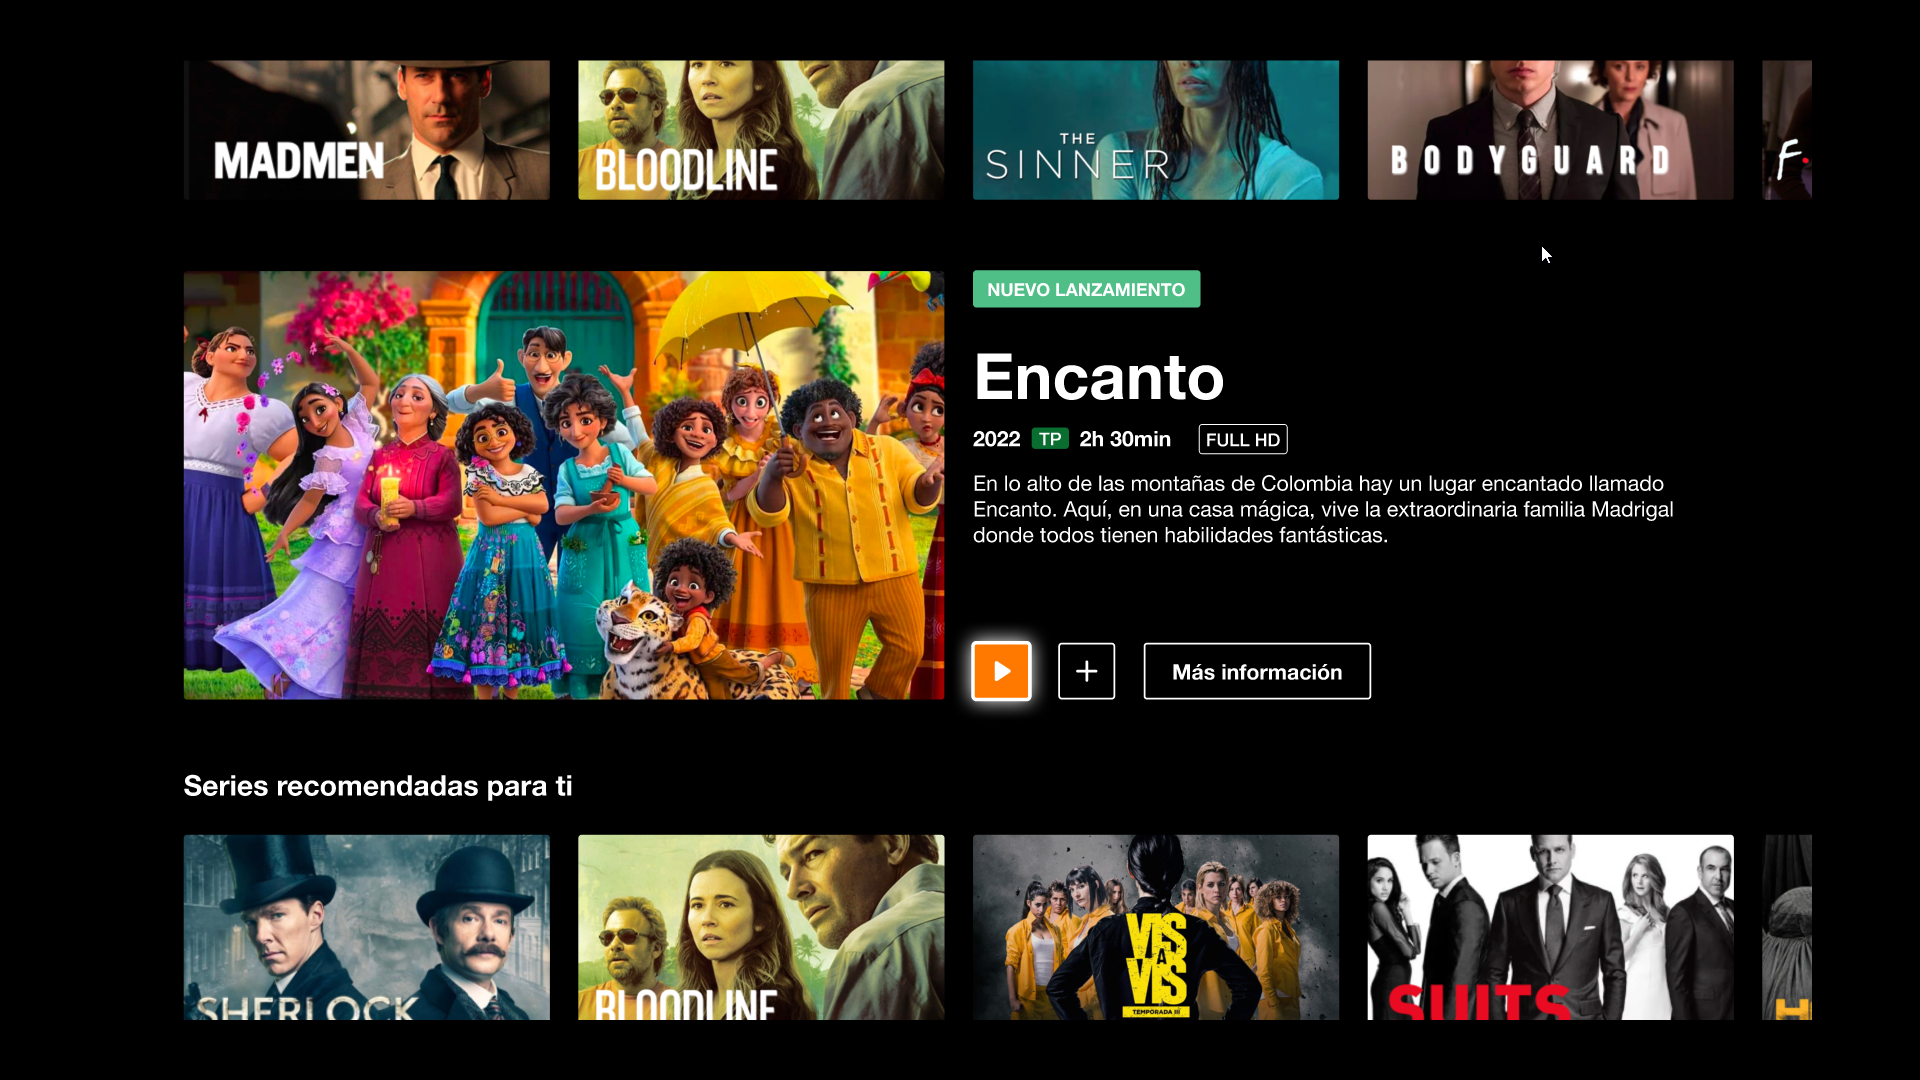 MADMEN
BLOODLINE
THE
SINNER
BODYGUARD
F.
NUEVO LANZAMIENTO
Encanto
2022 TP 2h 30min FULL HD
En lo alto de las montañas de Colombia hay un lugar encantado llamado
Encanto. Aquí, en una casa mágica, vive la extraordinaria familia Madrigal
donde todos tienen habilidades fantásticas.
Más información
Series recomendadas para ti
SHERLOCK
BLOODLINE
VIS
A
VIS
TEMPORADA III
SUITS
H